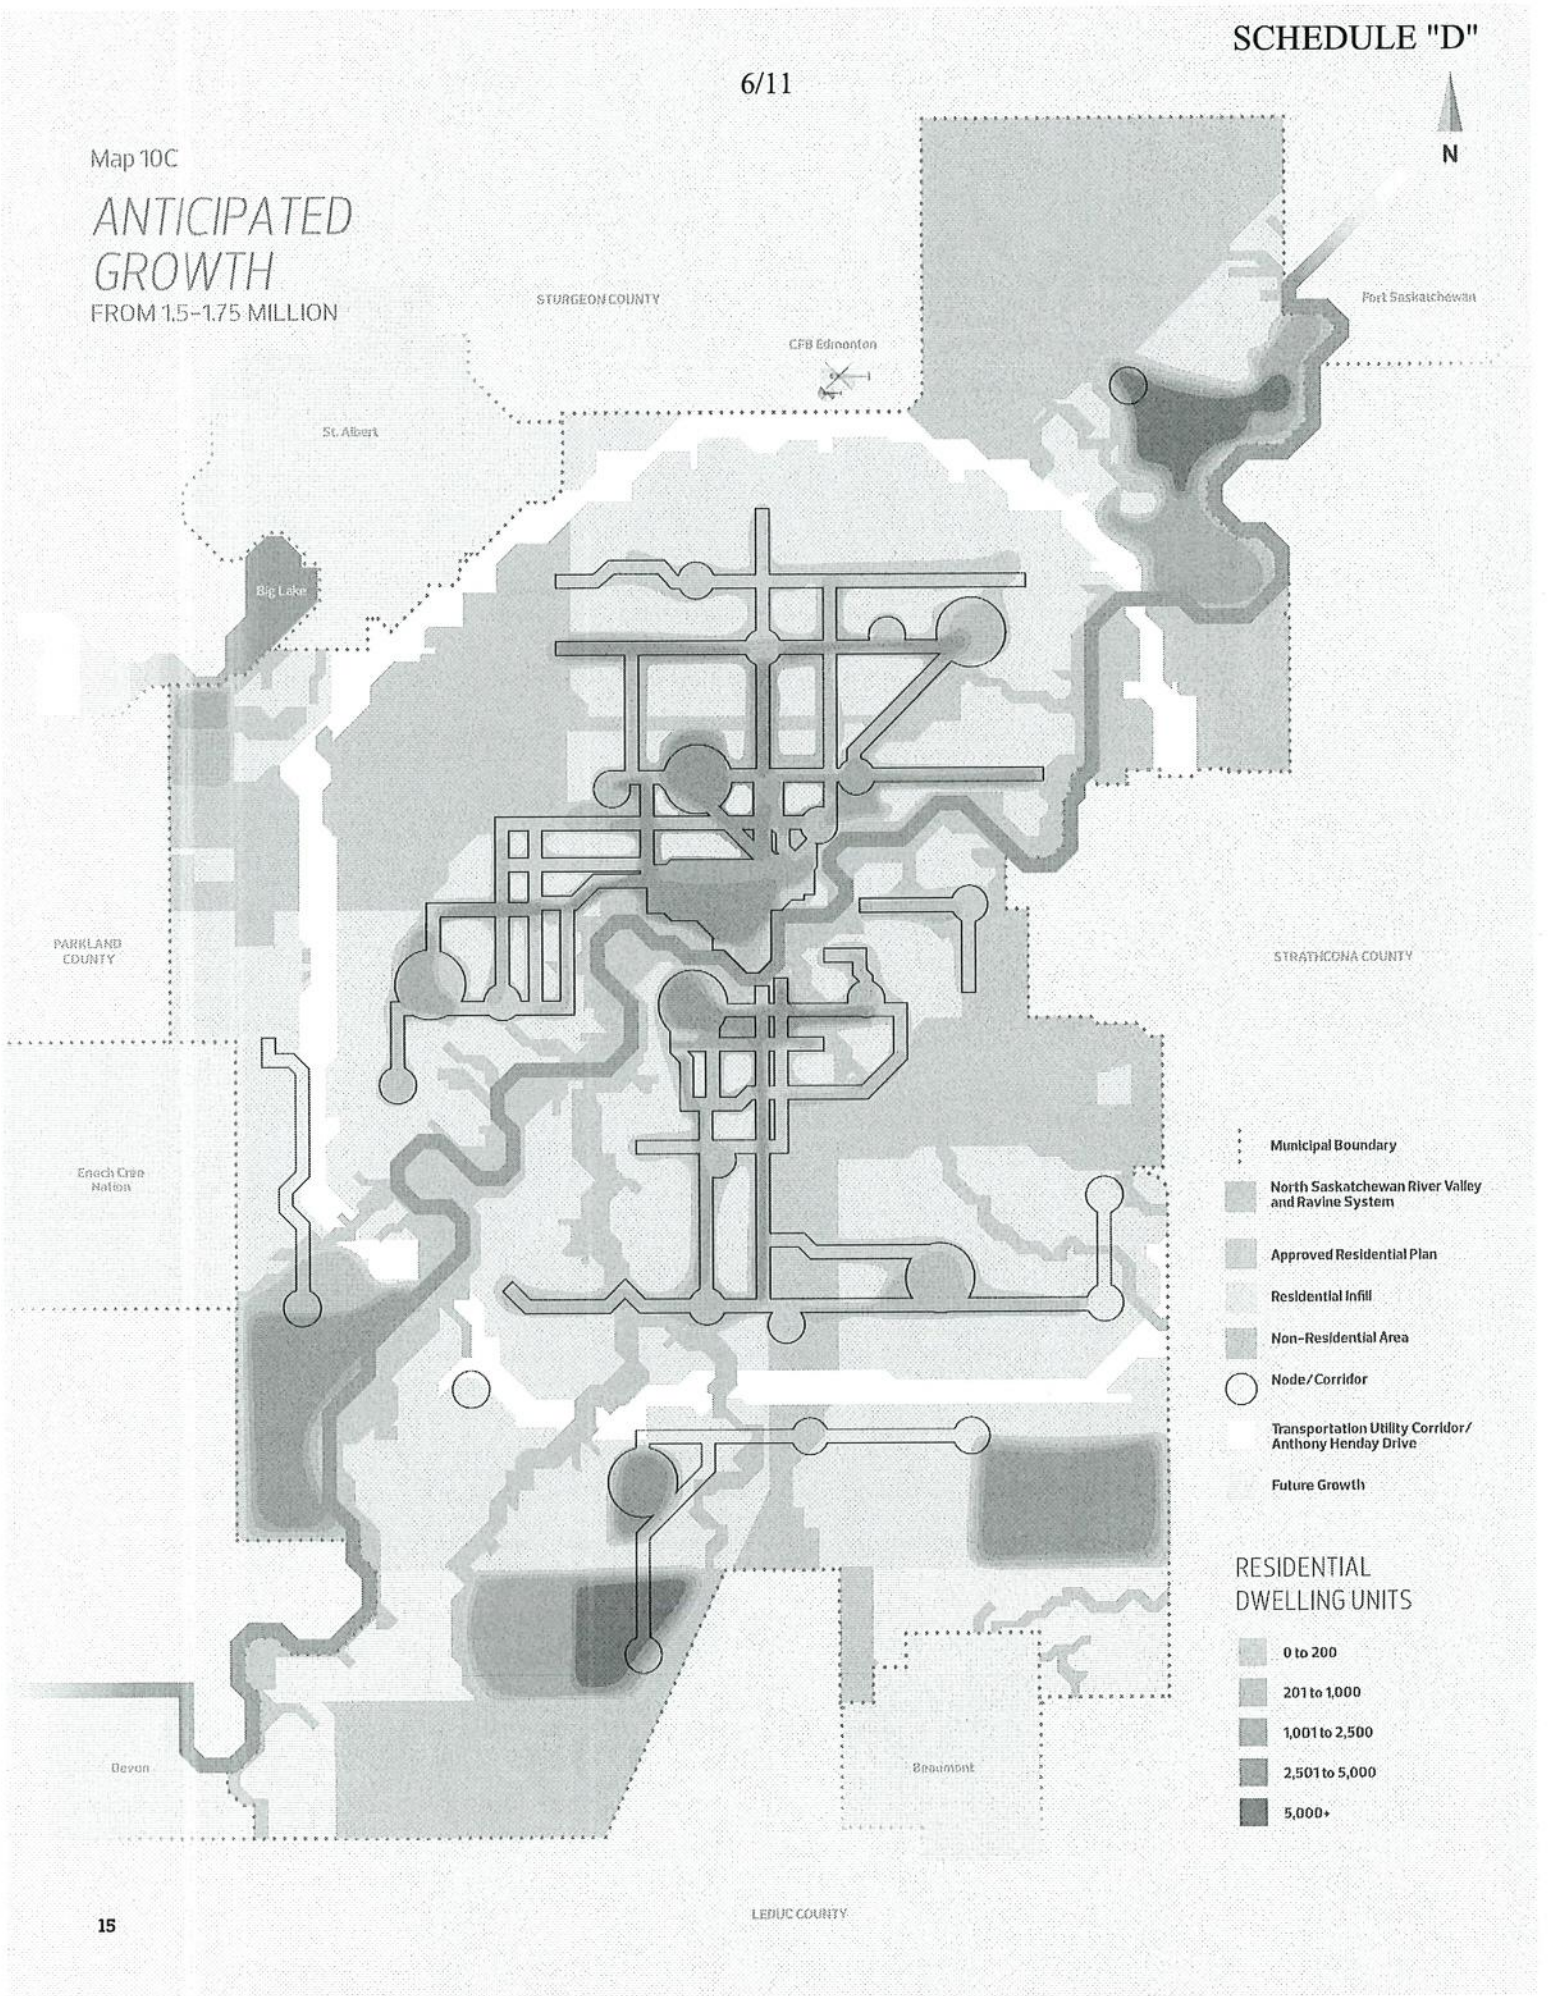 SCHEDULE "D"
6/11
N
Map 10C
ANTICIPATED
GROWTH
FROM 1.5-1.75 MILLION
STURGEON COUNTY
Fort Saskatchewan
CFB Edmonton
St. Albert
Big Lake
PARKLAND
COUNTY
STRATHCONA COUNTY
Enoch Cree
Nation
Municipal Boundary
North Saskatchewan River Valley
and Ravine System
Approved Residential Plan
Residential Infill
Non-Residential Area
Node/Corridor
Transportation Utility Corridor/
Anthony Henday Drive
Future Growth
RESIDENTIAL
DWELLING UNITS
0 to 200
201 to 1,000
1,001 to 2,500
2,501 to 5,000
5,000+
Devon
Beaumont
LEDUC COUNTY
15